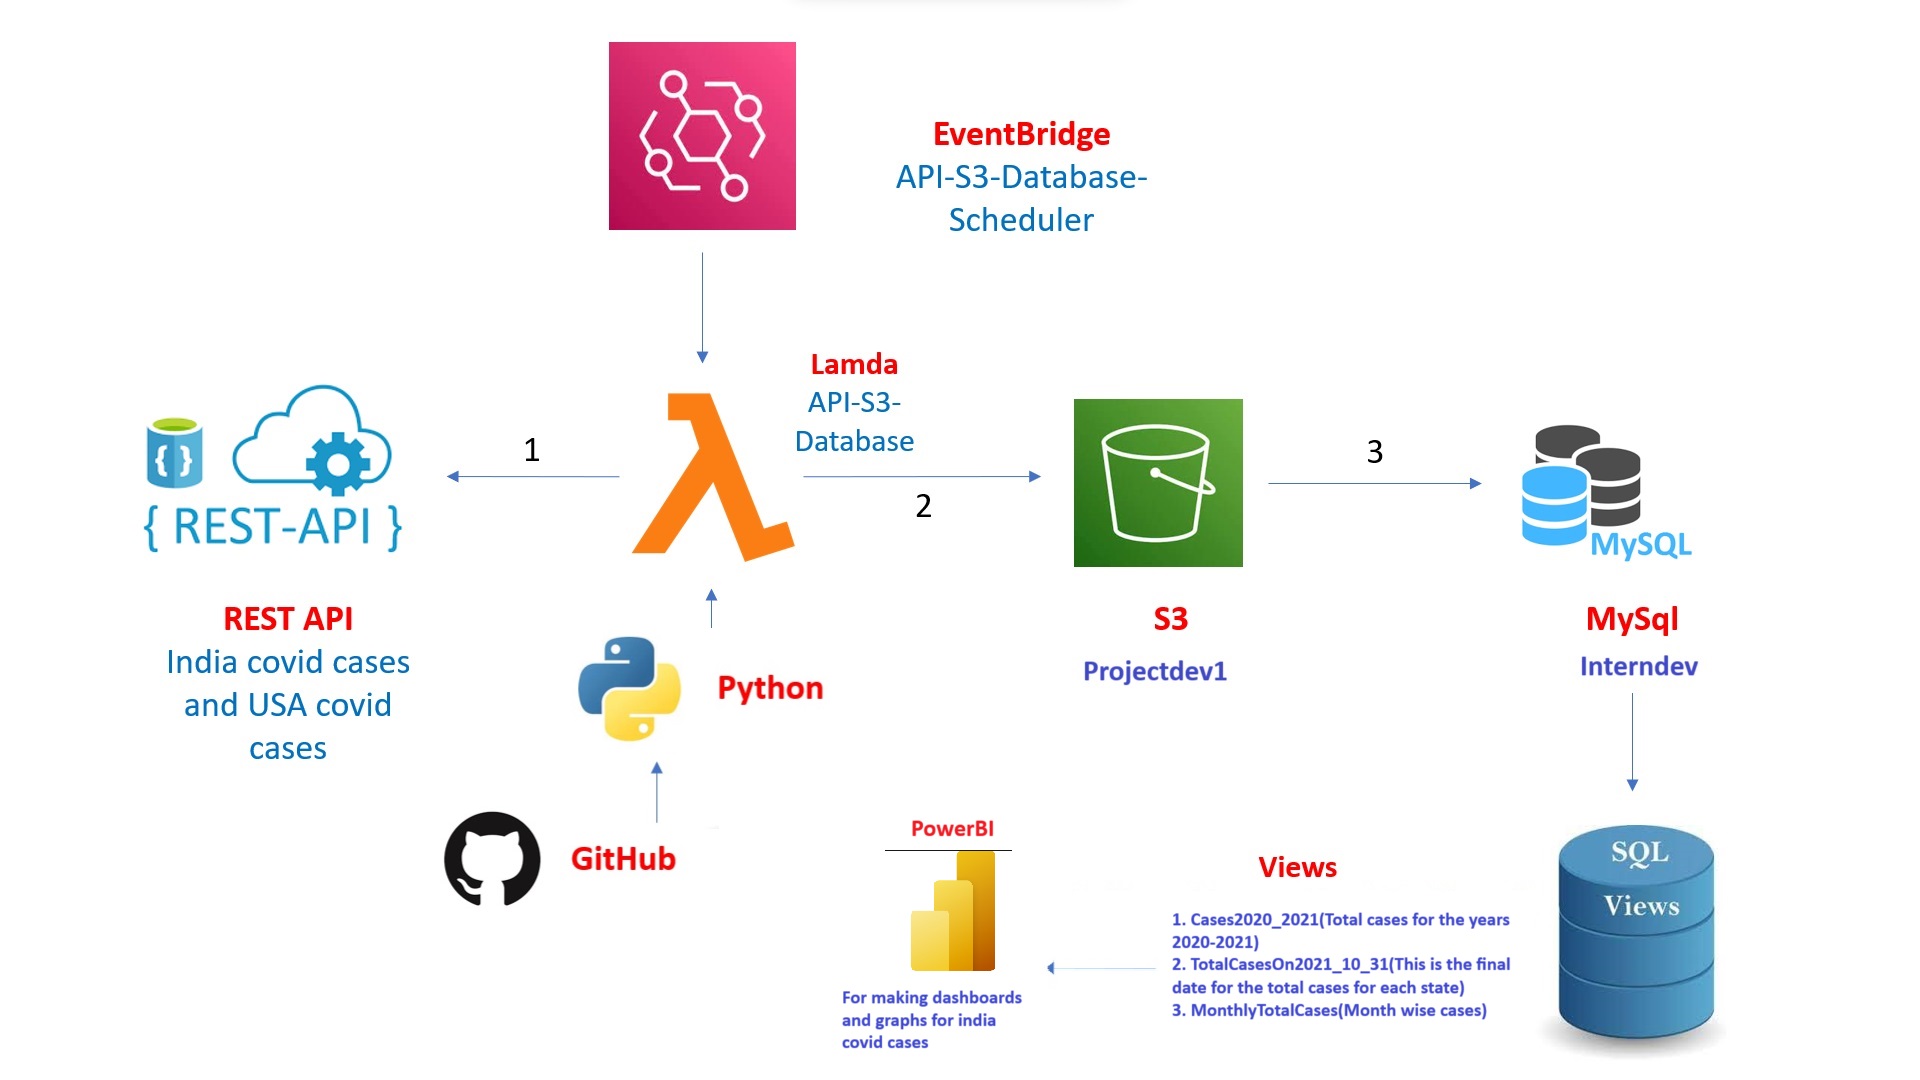 EventBridge
API-S3-Database-
Scheduler
Lamda
API-S3-
Database
1
2
3
{ }
{ REST-API }
MySQL
REST API
India covid cases
and USA covid
cases
S3
Projectdev1
MySql
Interndev
Python
GitHub
PowerBI
For making dashboards
and graphs for india
covid cases
Views
1. Cases2020_2021(Total cases for the years
2020-2021)
2. TotalCasesOn2021_10_31(This is the final
date for the total cases for each state)
3. MonthlyTotalCases(Month wise cases)
SQL
Views